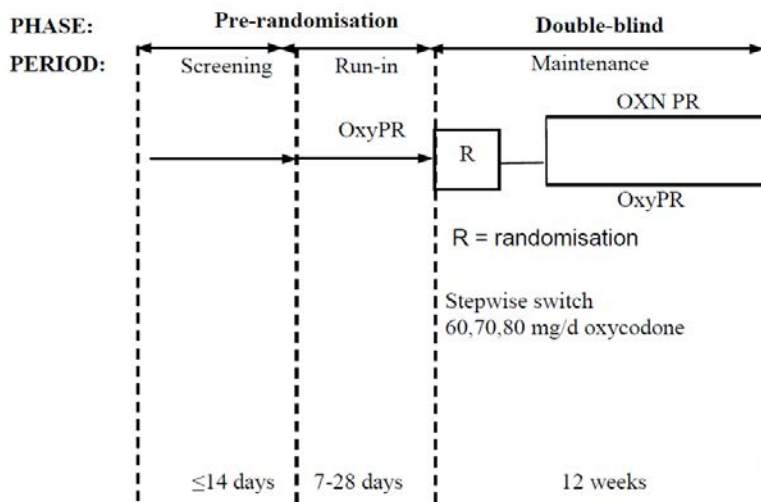 PHASE: Pre-randomisation Double-blind
PERIOD: Screening Run-in Maintenance
OXN PR
OxyPR R
OxyPR
R = randomisation
Stepwise switch
60,70,80 mg/d oxycodone
≤14 days 7-28 days 12 weeks